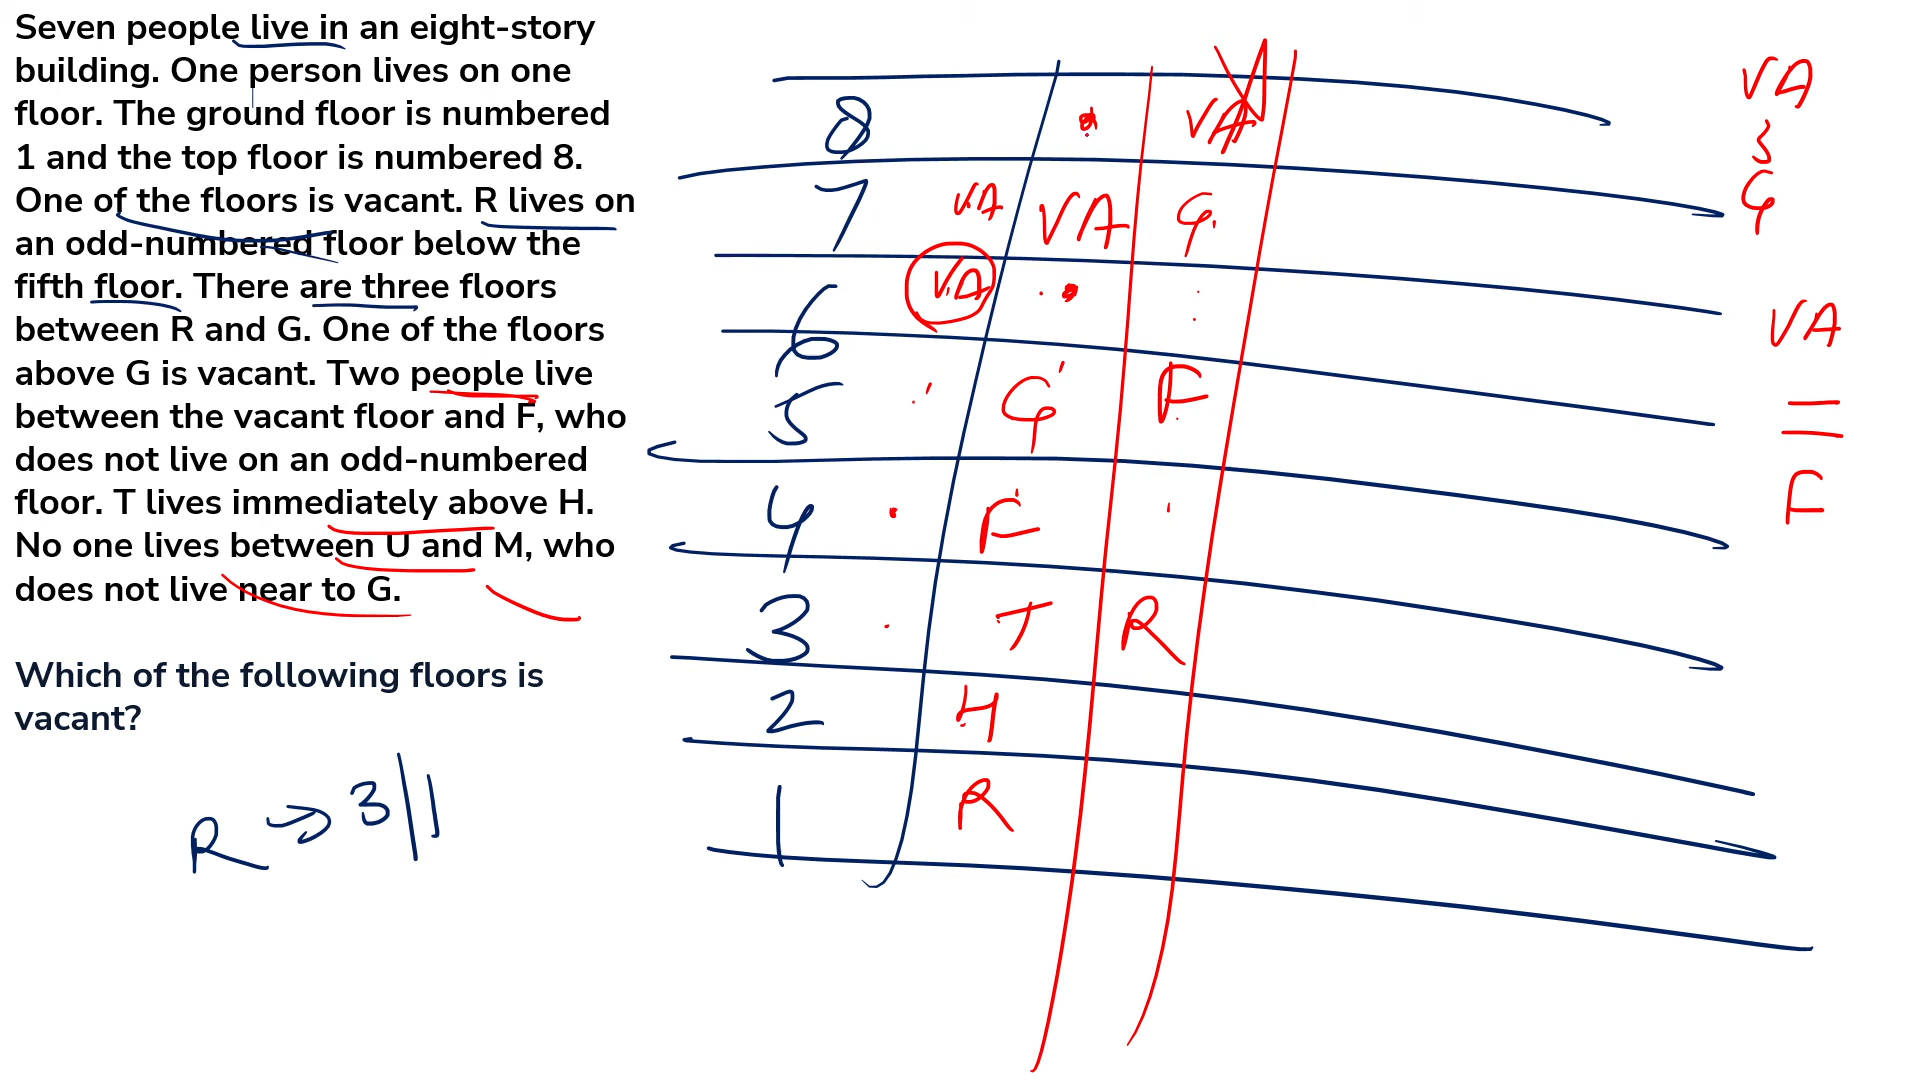 Seven people live in an eight-story
building. One person lives on one
floor. The ground floor is numbered
1 and the top floor is numbered 8.
One of the floors is vacant. R lives on
an odd-numbered floor below the
fifth floor. There are three floors
between R and G. One of the floors
above G is vacant. Two people live
between the vacant floor and F, who
does not live on an odd-numbered
floor. T lives immediately above H.
No one lives between U and M, who
does not live near to G.
Which of the following floors is
vacant?
R → 3 / 1
8 VA
7 VA VA G
6 VA
5 G F
4 F
3 T R
2 H
1 R
VA
G
VA
F